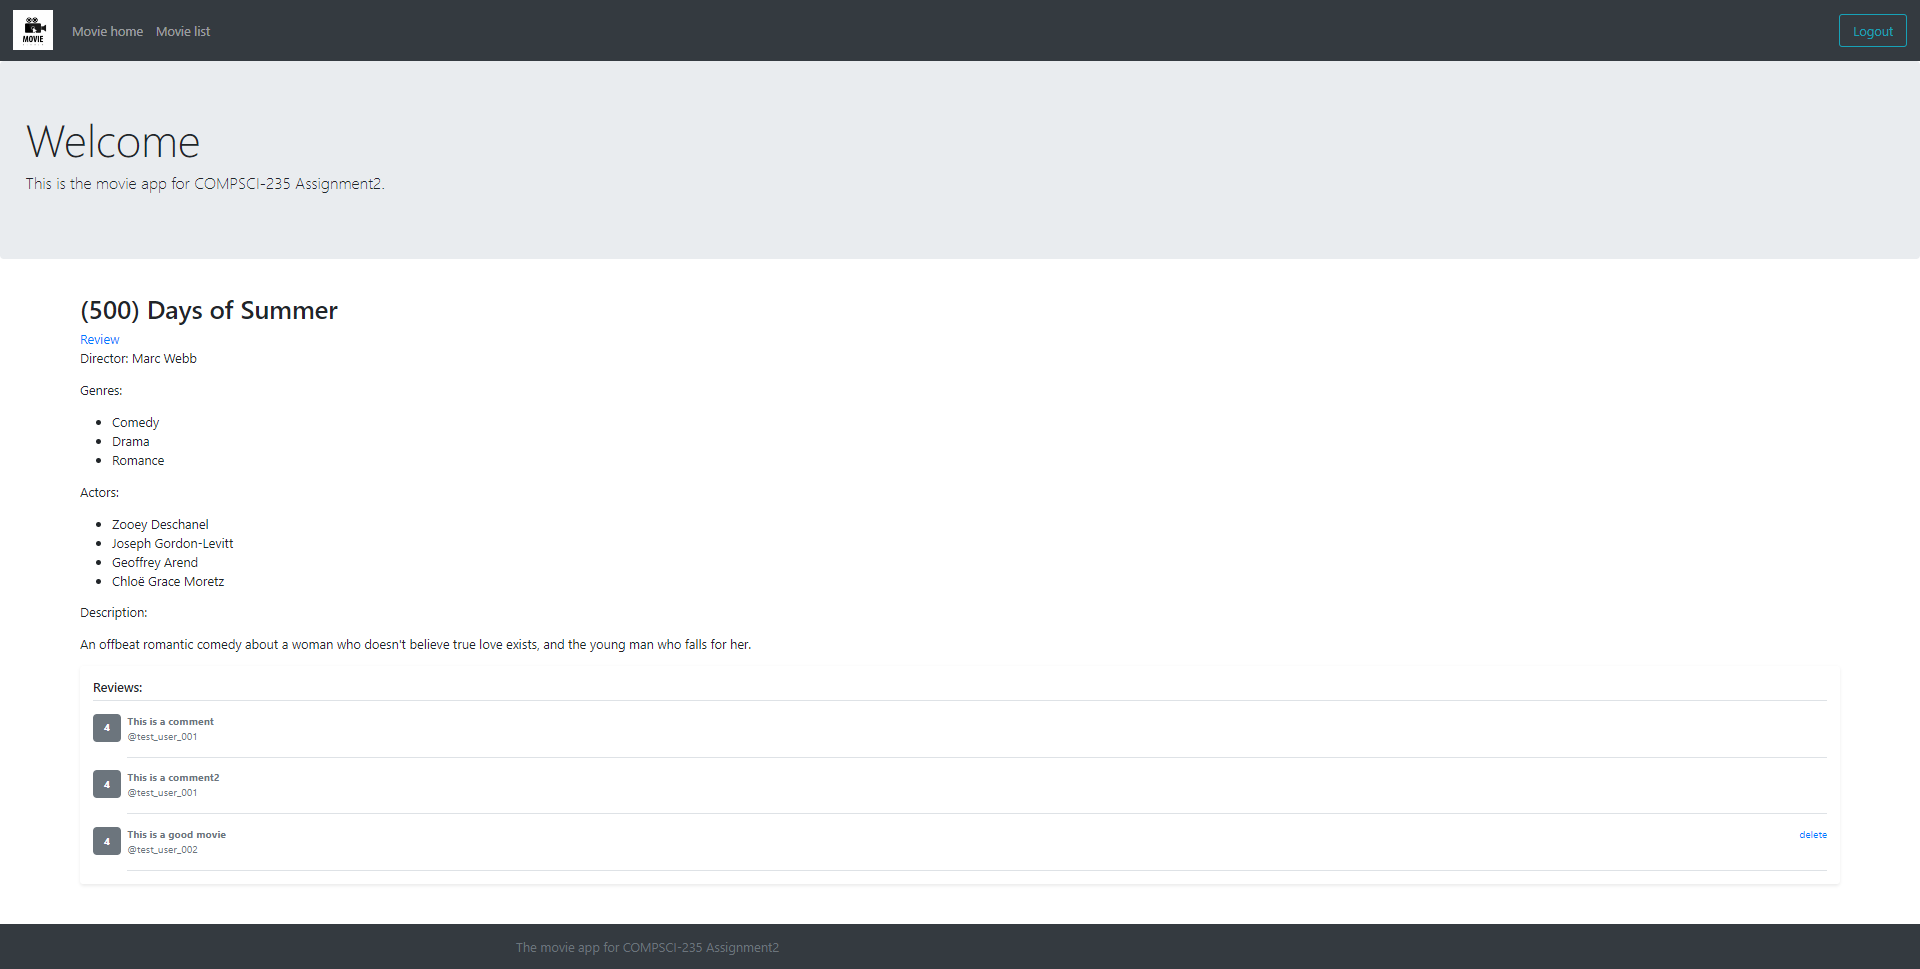 MOVIE
Movie home
Movie list
Logout
Welcome
This is the movie app for COMPSCI-235 Assignment2.
(500) Days of Summer
Review
Director: Marc Webb
Genres:
Comedy
Drama
Romance
Actors:
Zooey Deschanel
Joseph Gordon-Levitt
Geoffrey Arend
Chloë Grace Moretz
Description:
An offbeat romantic comedy about a woman who doesn't believe true love exists, and the young man who falls for her.
Reviews:
4 This is a comment
@test_user_001
4 This is a comment2
@test_user_001
4 This is a good movie delete
@test_user_002
The movie app for COMPSCI-235 Assignment2